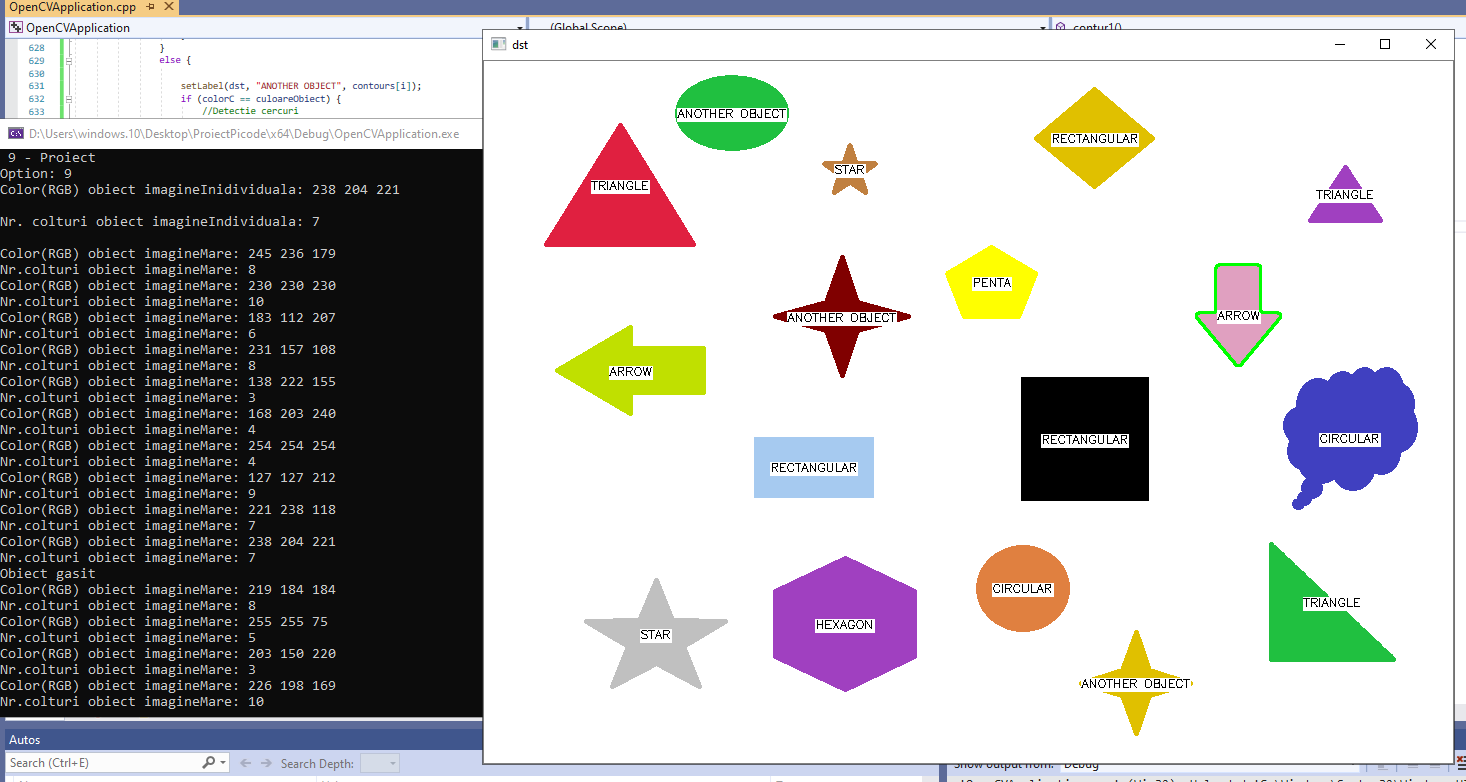 OpenCVApplication.cpp
OpenCVApplication
(Global Scope)
contur10
628 }
629 else {
630
631 setLabel(dst, "ANOTHER OBJECT", contours[i]);
632 if (colorC == culoareObiect) {
633 //Detectie cercuri
D:\Users\windows.10\Desktop\ProiectPicode\x64\Debug\OpenCVApplication.exe
9 - Proiect
Option: 9
Color(RGB) obiect imagineInidividuala: 238 204 221
Nr. colturi obiect imagineIndividuala: 7
Color(RGB) obiect imagineMare: 245 236 179
Nr.colturi obiect imagineMare: 8
Color(RGB) obiect imagineMare: 230 230 230
Nr.colturi obiect imagineMare: 10
Color(RGB) obiect imagineMare: 183 112 207
Nr.colturi obiect imagineMare: 6
Color(RGB) obiect imagineMare: 231 157 108
Nr.colturi obiect imagineMare: 8
Color(RGB) obiect imagineMare: 138 222 155
Nr.colturi obiect imagineMare: 3
Color(RGB) obiect imagineMare: 168 203 240
Nr.colturi obiect imagineMare: 4
Color(RGB) obiect imagineMare: 254 254 254
Nr.colturi obiect imagineMare: 4
Color(RGB) obiect imagineMare: 127 127 212
Nr.colturi obiect imagineMare: 9
Color(RGB) obiect imagineMare: 221 238 118
Nr.colturi obiect imagineMare: 7
Color(RGB) obiect imagineMare: 238 204 221
Nr.colturi obiect imagineMare: 7
Obiect gasit
Color(RGB) obiect imagineMare: 219 184 184
Nr.colturi obiect imagineMare: 8
Color(RGB) obiect imagineMare: 255 255 75
Nr.colturi obiect imagineMare: 5
Color(RGB) obiect imagineMare: 203 150 220
Nr.colturi obiect imagineMare: 3
Color(RGB) obiect imagineMare: 226 198 169
Nr.colturi obiect imagineMare: 10
dst
ANOTHER OBJECT
RECTANGULAR
STAR
TRIANGLE
TRIANGLE
PENTA
ANOTHER OBJECT
ARROW
ARROW
RECTANGULAR
CIRCULAR
RECTANGULAR
CIRCULAR
TRIANGLE
HEXAGON
STAR
ANOTHER OBJECT
Autos
Search (Ctrl+E)
Search Depth:
Show output from: Debug